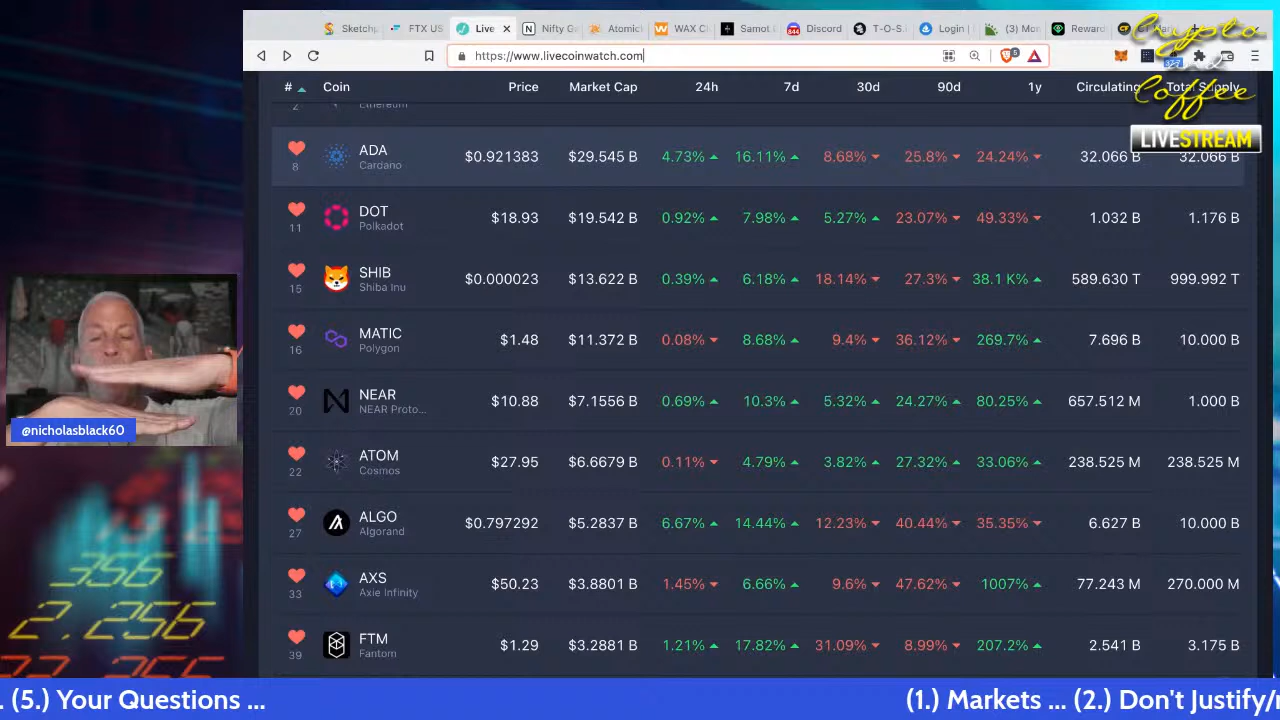 Sketchy
FTX US
Live
Nifty Ga
Atomic
WAX Cl
Samot
Discord
T-O-S
Login |
(3) Mon
Reward
Crypto and Coffee
LIVESTREAM
https://www.livecoinwatch.com
# Coin Price Market Cap 24h 7d 30d 90d 1y Circulating Total Supply
2 Ethereum
ADA $0.921383 $29.545 B 4.73% 16.11% 8.68% 25.8% 24.24% 32.066 B 32.066 B
8 Cardano
DOT $18.93 $19.542 B 0.92% 7.98% 5.27% 23.07% 49.33% 1.032 B 1.176 B
11 Polkadot
SHIB $0.000023 $13.622 B 0.39% 6.18% 18.14% 27.3% 38.1 K% 589.630 T 999.992 T
15 Shiba Inu
MATIC $1.48 $11.372 B 0.08% 8.68% 9.4% 36.12% 269.7% 7.696 B 10.000 B
16 Polygon
NEAR $10.88 $7.1556 B 0.69% 10.3% 5.32% 24.27% 80.25% 657.512 M 1.000 B
20 NEAR Proto...
ATOM $27.95 $6.6679 B 0.11% 4.79% 3.82% 27.32% 33.06% 238.525 M 238.525 M
22 Cosmos
ALGO $0.797292 $5.2837 B 6.67% 14.44% 12.23% 40.44% 35.35% 6.627 B 10.000 B
27 Algorand
AXS $50.23 $3.8801 B 1.45% 6.66% 9.6% 47.62% 1007% 77.243 M 270.000 M
33 Axie Infinity
FTM $1.29 $3.2881 B 1.21% 17.82% 31.09% 8.99% 207.2% 2.541 B 3.175 B
39 Fantom
@nicholasblack60
356
2.256
. (5.) Your Questions ... (1.) Markets ... (2.) Don't Justify/r